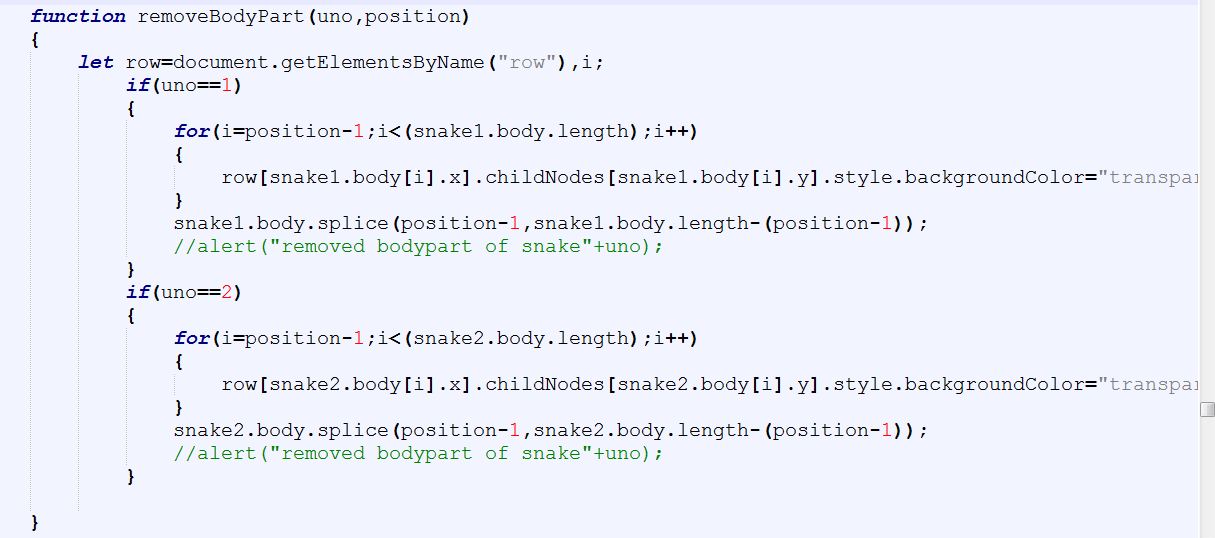 function removeBodyPart(uno,position)
{
let row=document.getElementsByName("row"),i;
if(uno==1)
{
for(i=position-1;i<(snake1.body.length);i++)
{
row[snake1.body[i].x].childNodes[snake1.body[i].y].style.backgroundColor="transpa
}
snake1.body.splice(position-1,snake1.body.length-(position-1));
//alert("removed bodypart of snake"+uno);
}
if(uno==2)
{
for(i=position-1;i<(snake2.body.length);i++)
{
row[snake2.body[i].x].childNodes[snake2.body[i].y].style.backgroundColor="transpa
}
snake2.body.splice(position-1,snake2.body.length-(position-1));
//alert("removed bodypart of snake"+uno);
}
}